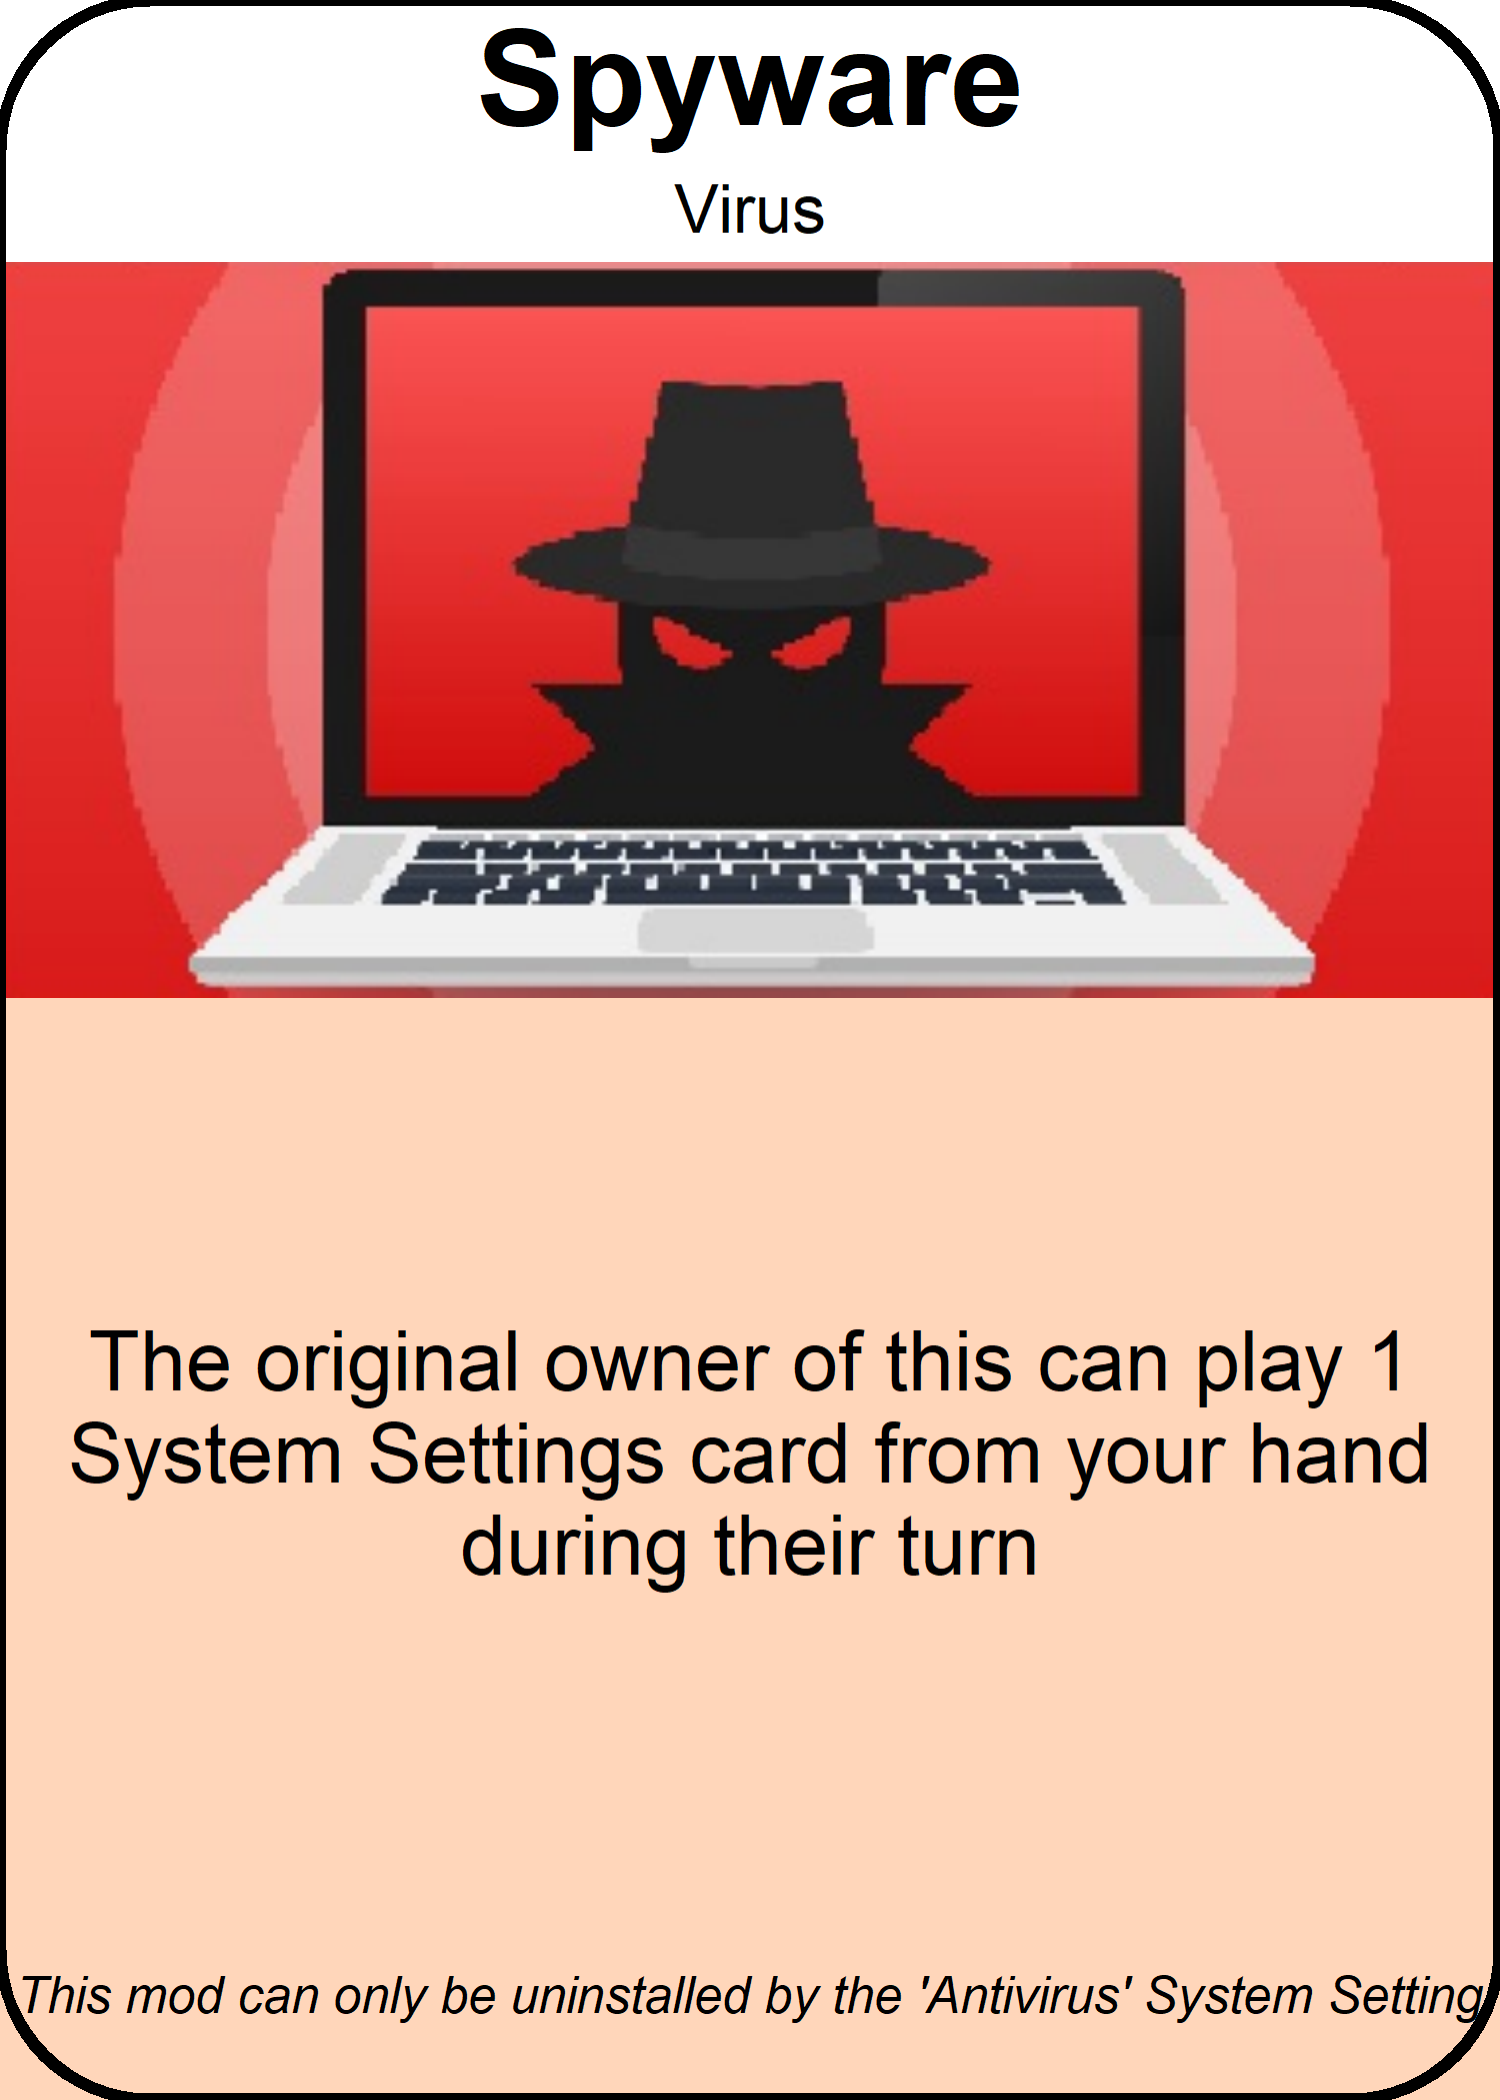 Spyware
Virus
The original owner of this can play 1
System Settings card from your hand
during their turn
This mod can only be uninstalled by the 'Antivirus' System Setting